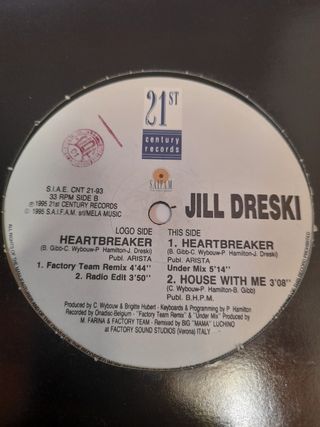 21ST
century
records
SAIFAM
JILL DRESKI
S.I.A.E. CNT 21-93
33 RPM SIDE B
℗ 1995 21ST CENTURY RECORDS
© 1995 S.A.I.F.A.M. art/MELA MUSIC
LOGO SIDE
HEARTBREAKER
(B. Gibb-C. Wybouw-P. Hamilton-J. Dreski)
Publ. ARISTA
1. Factory Team Remix 4'44"
2. Radio Edit 3'50"
THIS SIDE
1. HEARTBREAKER
(B. Gibb-C. Wybouw-P. Hamilton-J. Dreski)
Publ. ARISTA
Under Mix 5'14"
2. HOUSE WITH ME 3'08"
(C. Wybouw-P. Hamilton-B. Gibb)
Publ. B.H.P.M.
Produced by C. Wybouw & Brigitte Hubert - Keyboards & Programming by P. Hamilton
Recorded by Onadisc-Belgium - "Factory Team Remix" & "Under Mix" Produced by
M. FARINA & FACTORY TEAM - Remixed by BIG "MAMA" LUCHINO
at FACTORY SOUND STUDIOS (Verona) ITALY